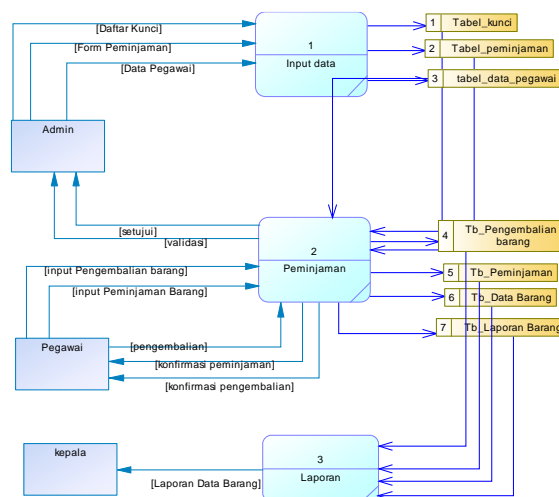 [Daftar Kunci]
[Form Peminjaman]
[Data Pegawai]
1
Input data
1 Tabel_kunci
2 Tabel_peminjaman
3 tabel_data_pegawai
Admin
[setujui]
[validasi]
2
Peminjaman
4 Tb_Pengembalian
barang
5 Tb_Peminjaman
6 Tb_Data Barang
7 Tb_Laporan Barang
[input Pengembalian barang]
[input Peminjaman Barang]
Pegawai
[pengembalian]
[konfirmasi peminjaman]
[konfirmasi pengembalian]
kepala
[Laporan Data Barang]
3
Laporan